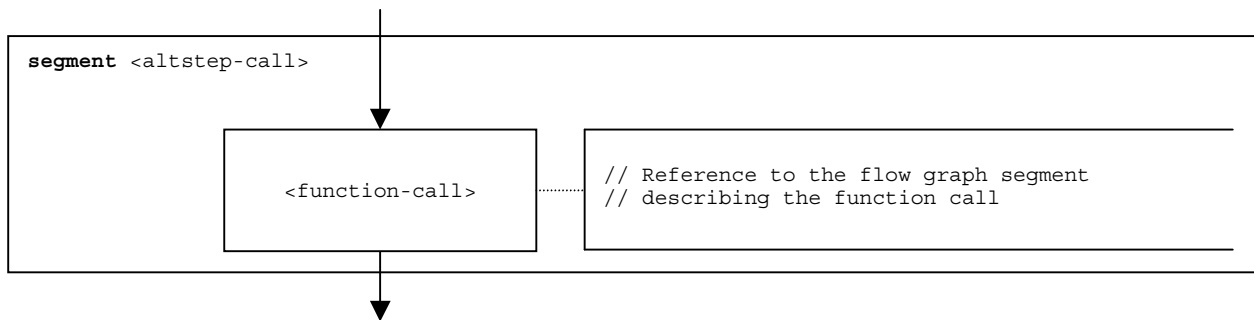 segment <altstep-call>
<function-call>
// Reference to the flow graph segment
// describing the function call